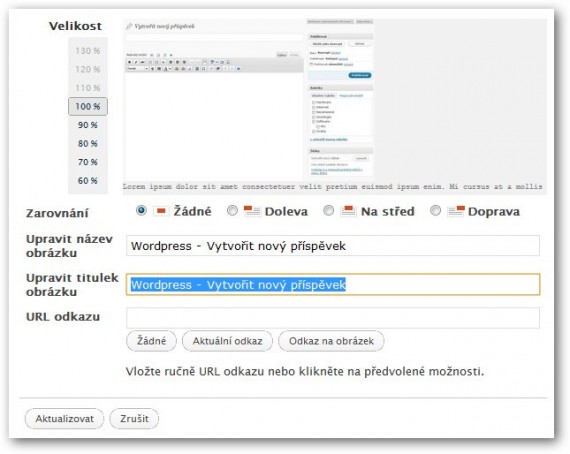 Velikost
Vytvořit nový příspěvek
130 %
120 %
110 %
100 %
90 %
80 %
70 %
60 %
Lorem ipsum dolor sit amet consectetuer velit pretium euismod ipsum enim. Mi cursus at a mollis
Zarovnání
Žádné Doleva Na střed Doprava
Upravit název obrázku
Wordpress - Vytvořit nový příspěvek
Upravit titulek obrázku
Wordpress - Vytvořit nový příspěvek
URL odkazu
Žádné Aktuální odkaz Odkaz na obrázek
Vložte ručně URL odkazu nebo klikněte na předvolené možnosti.
Aktualizovat Zrušit